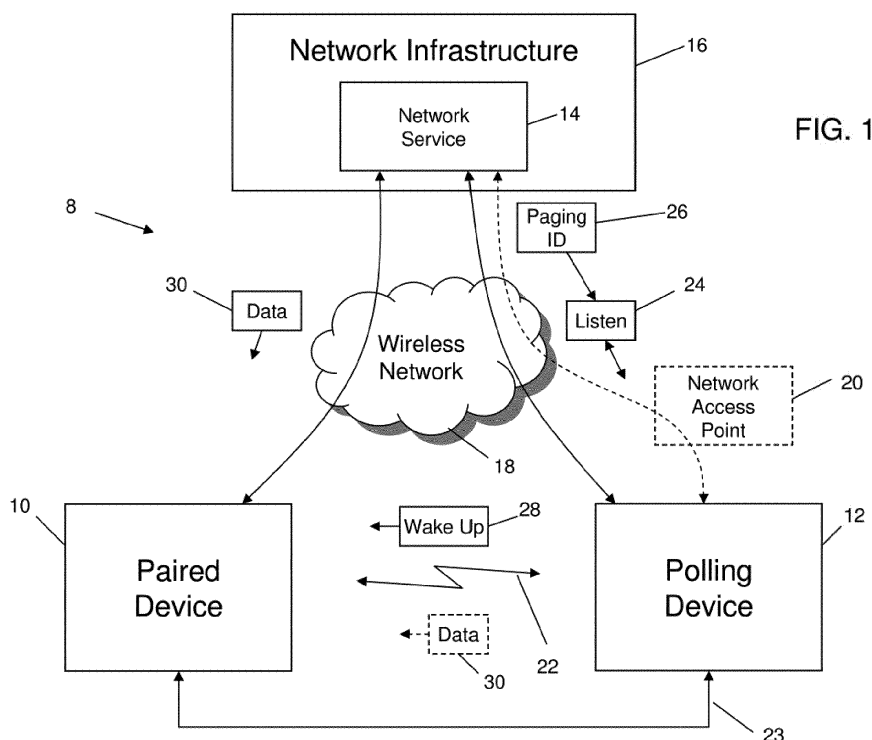 Network Infrastructure
16
Network
Service
14
FIG. 1
8
Paging
ID
26
30
Data
Listen
24
Wireless
Network
Network
Access
Point
20
18
10
Paired
Device
Wake Up
28
12
Polling
Device
Data
30
22
23